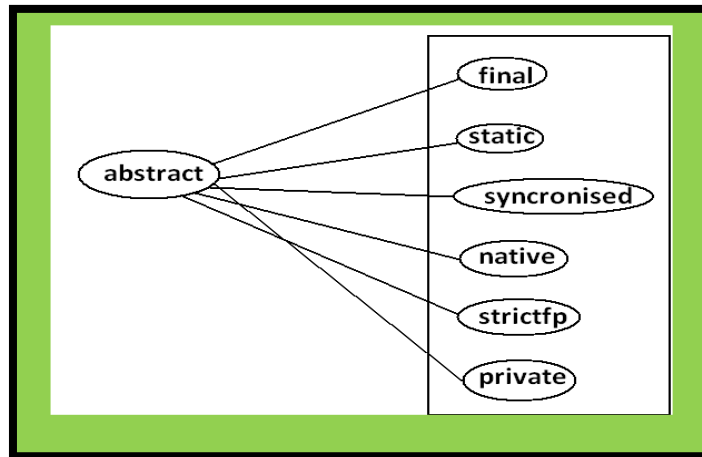 final
static
abstract
syncronised
native
strictfp
private